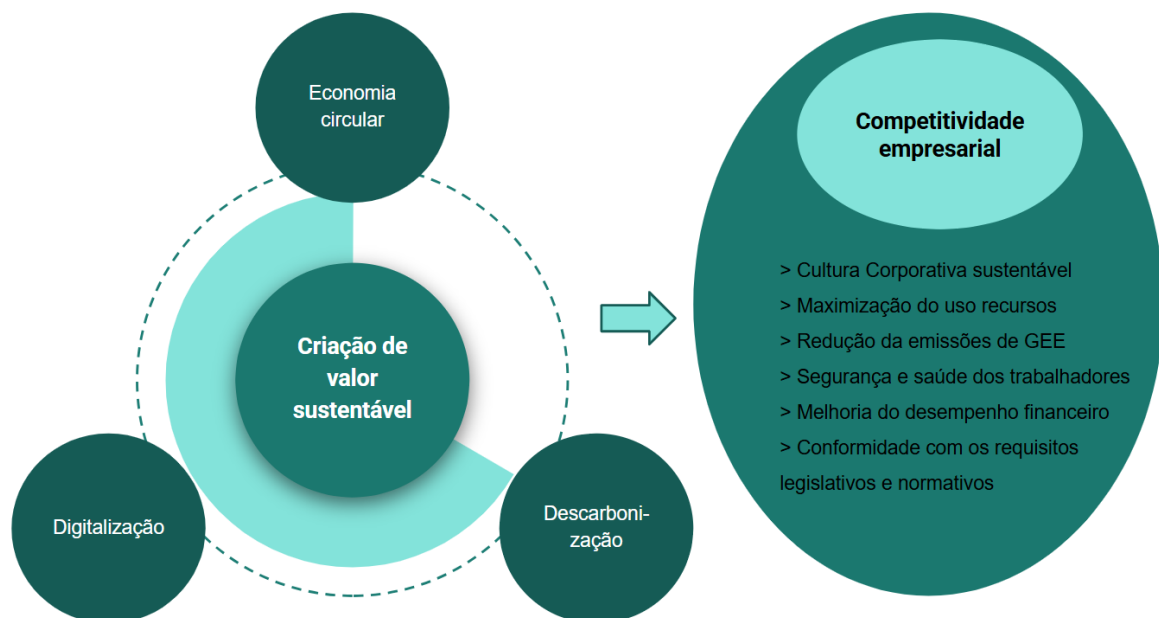 Economia
circular
Criação de
valor
sustentável
Digitalização
Descarboni-
zação
Competitividade
empresarial
> Cultura Corporativa sustentável
> Maximização do uso recursos
> Redução da emissões de GEE
> Segurança e saúde dos trabalhadores
> Melhoria do desempenho financeiro
> Conformidade com os requisitos
legislativos e normativos